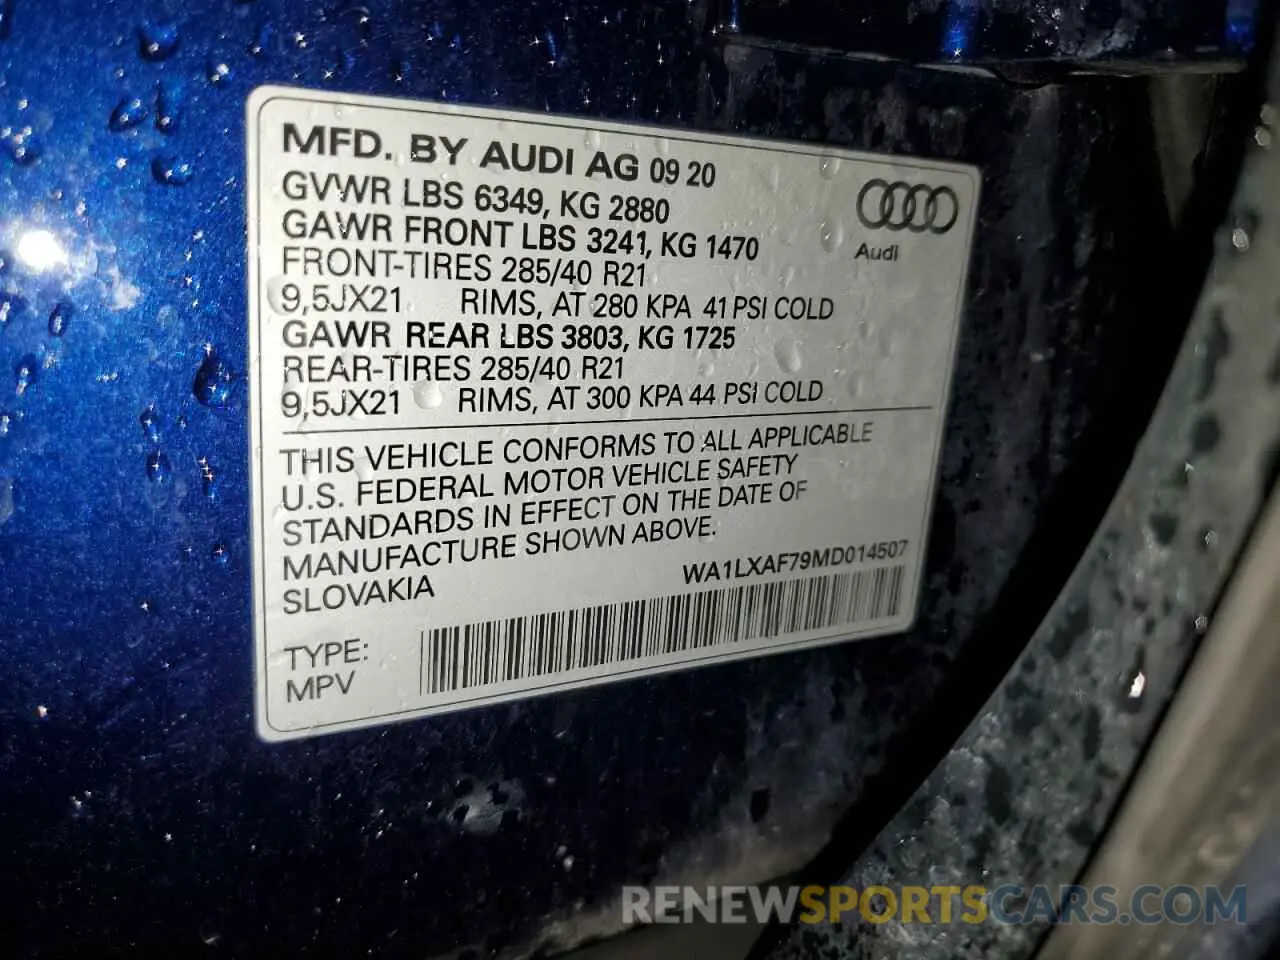 MFD. BY AUDI AG 09 20
GVWR LBS 6349, KG 2880
GAWR FRONT LBS 3241, KG 1470
FRONT-TIRES 285/40 R21
9,5JX21 RIMS, AT 280 KPA 41 PSI COLD
GAWR REAR LBS 3803, KG 1725
REAR-TIRES 285/40 R21
9,5JX21 RIMS, AT 300 KPA 44 PSI COLD
Audi
THIS VEHICLE CONFORMS TO ALL APPLICABLE
U.S. FEDERAL MOTOR VEHICLE SAFETY
STANDARDS IN EFFECT ON THE DATE OF
MANUFACTURE SHOWN ABOVE.
SLOVAKIA
WA1LXAF79MD014507
TYPE:
MPV
RENEWSPORTSCARS.COM